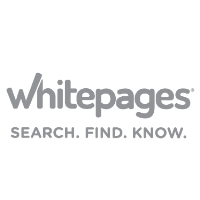 whitepages®
SEARCH. FIND. KNOW.